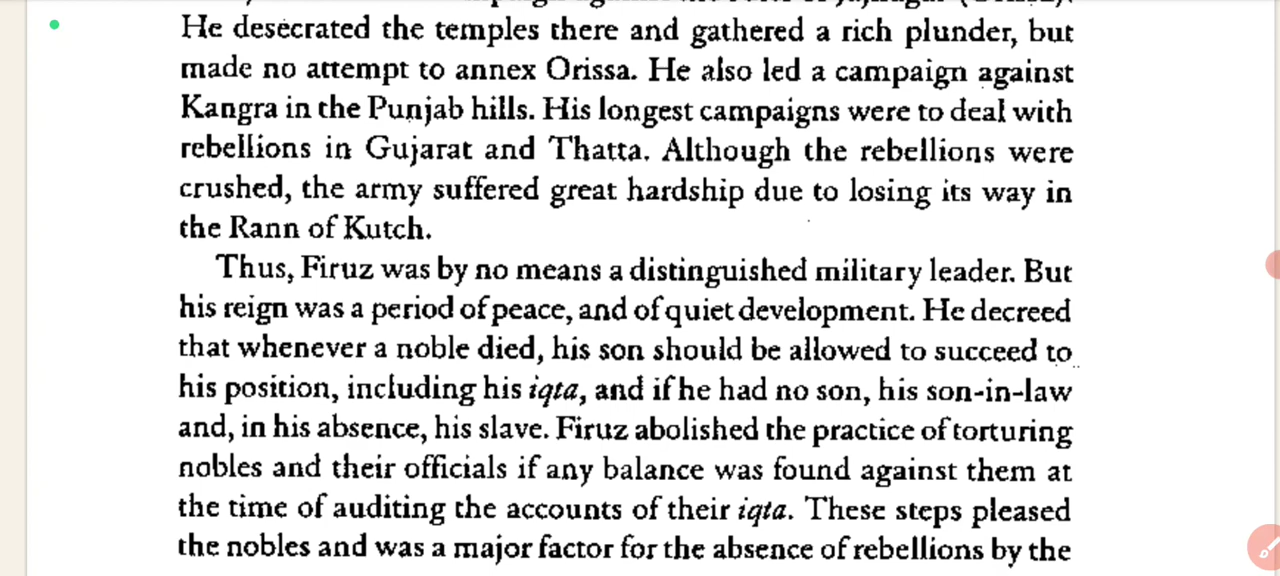 He desecrated the temples there and gathered a rich plunder, but
made no attempt to annex Orissa. He also led a campaign against
Kangra in the Punjab hills. His longest campaigns were to deal with
rebellions in Gujarat and Thatta. Although the rebellions were
crushed, the army suffered great hardship due to losing its way in
the Rann of Kutch.
Thus, Firuz was by no means a distinguished military leader. But
his reign was a period of peace, and of quiet development. He decreed
that whenever a noble died, his son should be allowed to succeed to
his position, including his iqta, and if he had no son, his son-in-law
and, in his absence, his slave. Firuz abolished the practice of torturing
nobles and their officials if any balance was found against them at
the time of auditing the accounts of their iqta. These steps pleased
the nobles and was a major factor for the absence of rebellions by the